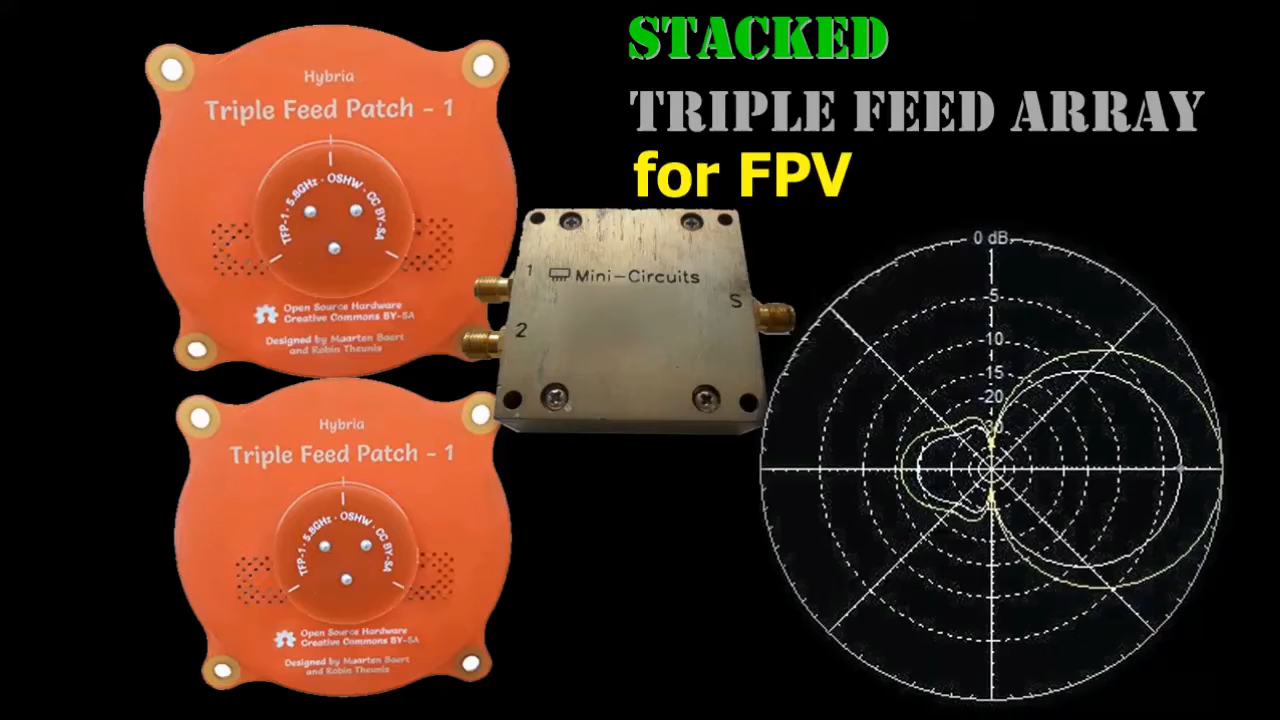 STACKED
TRIPLE FEED ARRAY
for FPV
Hybria
Triple Feed Patch - 1
TFP-1 · 5.8GHz · OSHW · CC BY-SA
Open Source Hardware
Creative Commons BY-SA
Designed by Maarten Baert
and Robin Theunis
1
Mini-Circuits
S
2
0 dB
-5
-10
-15
-20
-30
Hybria
Triple Feed Patch - 1
TFP-1 · 5.8GHz · OSHW · CC BY-SA
Open Source Hardware
Creative Commons BY-SA
Designed by Maarten Baert
and Robin Theunis